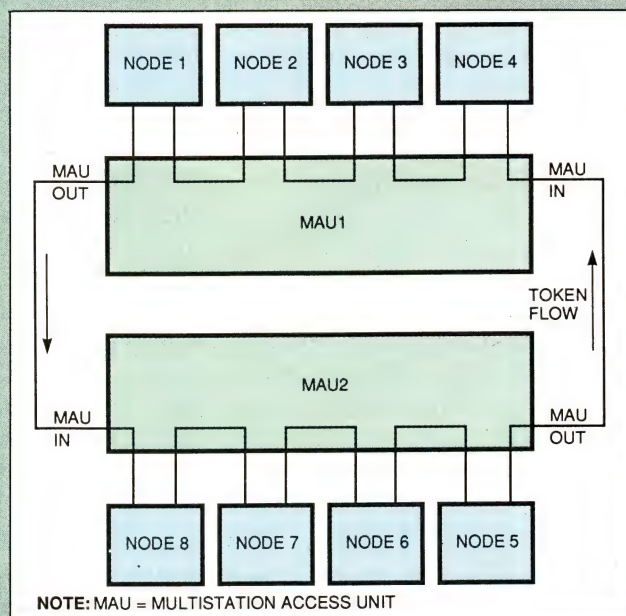 NODE 1 NODE 2 NODE 3 NODE 4
MAU
OUT
MAU
IN
MAU1
TOKEN
FLOW
MAU2
MAU
IN
MAU
OUT
NODE 8 NODE 7 NODE 6 NODE 5
NOTE: MAU = MULTISTATION ACCESS UNIT